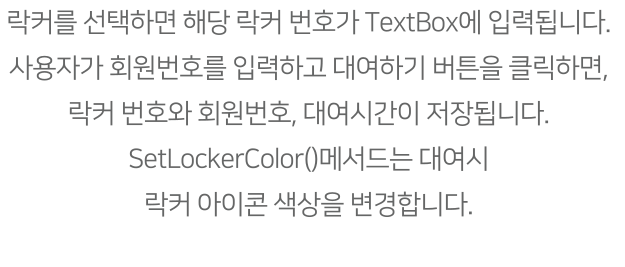 락커를 선택하면 해당 락커 번호가 TextBox에 입력됩니다.
사용자가 회원번호를 입력하고 대여하기 버튼을 클릭하면,
락커 번호와 회원번호, 대여시간이 저장됩니다.
SetLockerColor()메서드는 대여시
락커 아이콘 색상을 변경합니다.